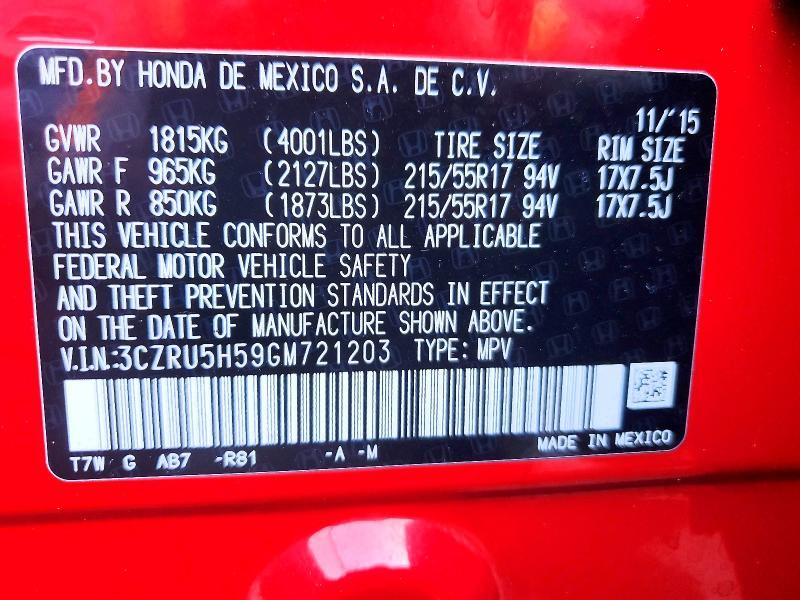 MFD.BY HONDA DE MEXICO S.A. DE C.V.
11/'15
GVWR 1815KG (4001LBS) TIRE SIZE RIM SIZE
GAWR F 965KG (2127LBS) 215/55R17 94V 17X7.5J
GAWR R 850KG (1873LBS) 215/55R17 94V 17X7.5J
THIS VEHICLE CONFORMS TO ALL APPLICABLE
FEDERAL MOTOR VEHICLE SAFETY
AND THEFT PREVENTION STANDARDS IN EFFECT
ON THE DATE OF MANUFACTURE SHOWN ABOVE.
V.I.N.:3CZRU5H59GM721203 TYPE: MPV
MADE IN MEXICO
T7W G AB7 -R81 -A -M